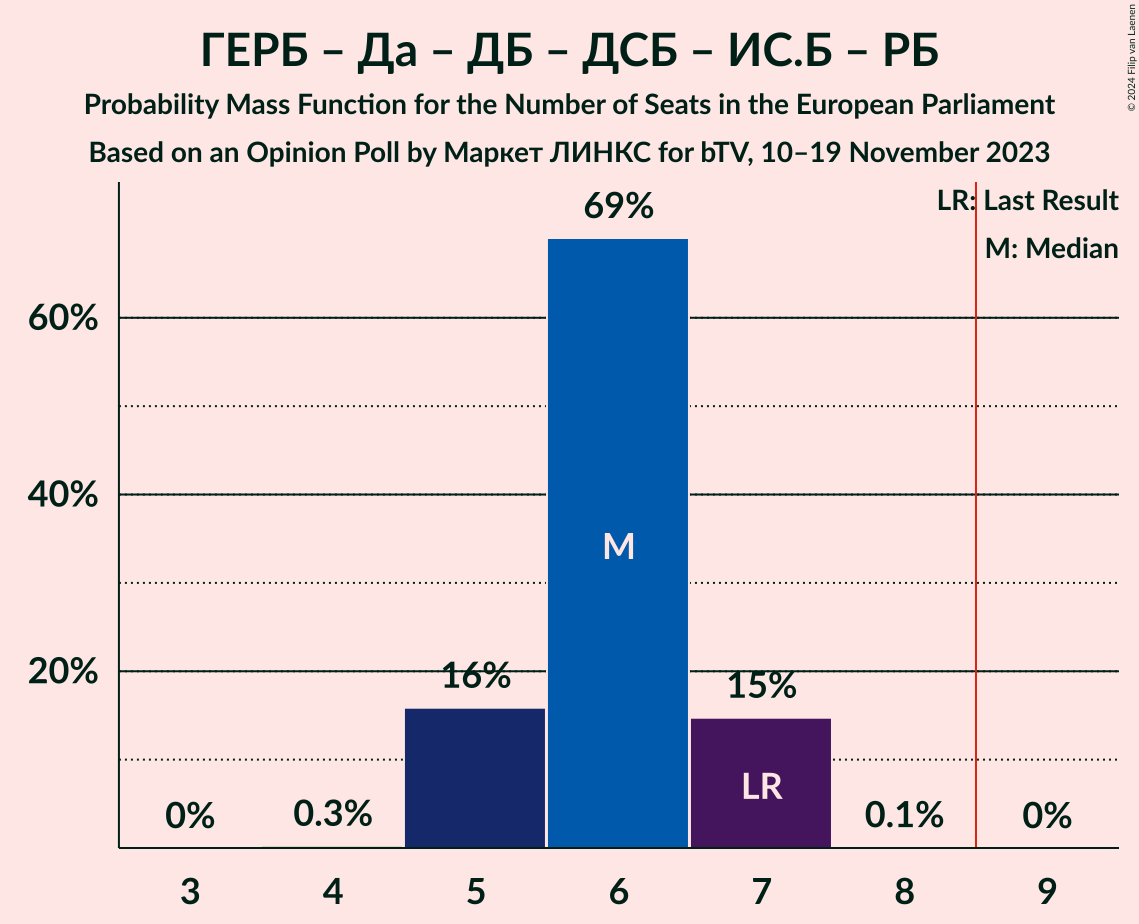 ГЕРБ – Да – ДБ – ДСБ – ИС.Б – РБ
Probability Mass Function for the Number of Seats in the European Parliament
Based on an Opinion Poll by Маркет ЛИНКС for bTV, 10–19 November 2023
© 2024 Filip van Laenen
LR: Last Result
M: Median
69%
60%
40%
M
20%
16%
15%
LR
0%
0.3%
0.1%
0%
3 4 5 6 7 8 9